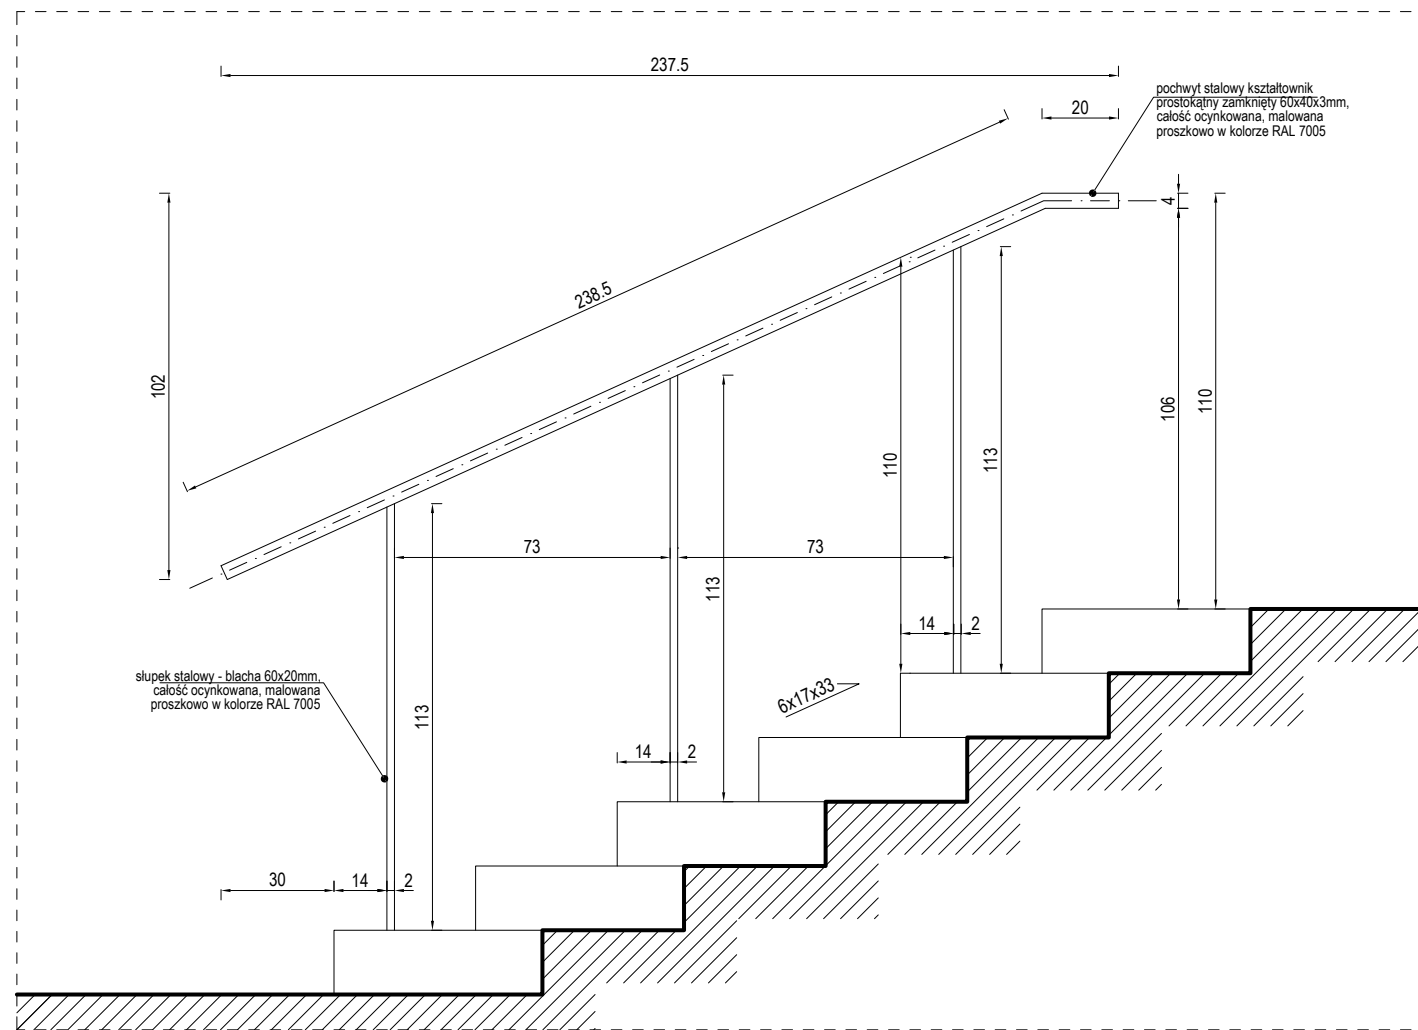 237.5
pochwyt stalowy kształtownik
prostokątny zamknięty 60x40x3mm,
całość ocynkowana, malowana
proszkowo w kolorze RAL 7005
20
4
238.5
102
106
110
110
113
73
73
113
14
2
słupek stalowy - blacha 60x20mm,
całość ocynkowana, malowana
proszkowo w kolorze RAL 7005
6x17x33
113
14
2
30
14
2